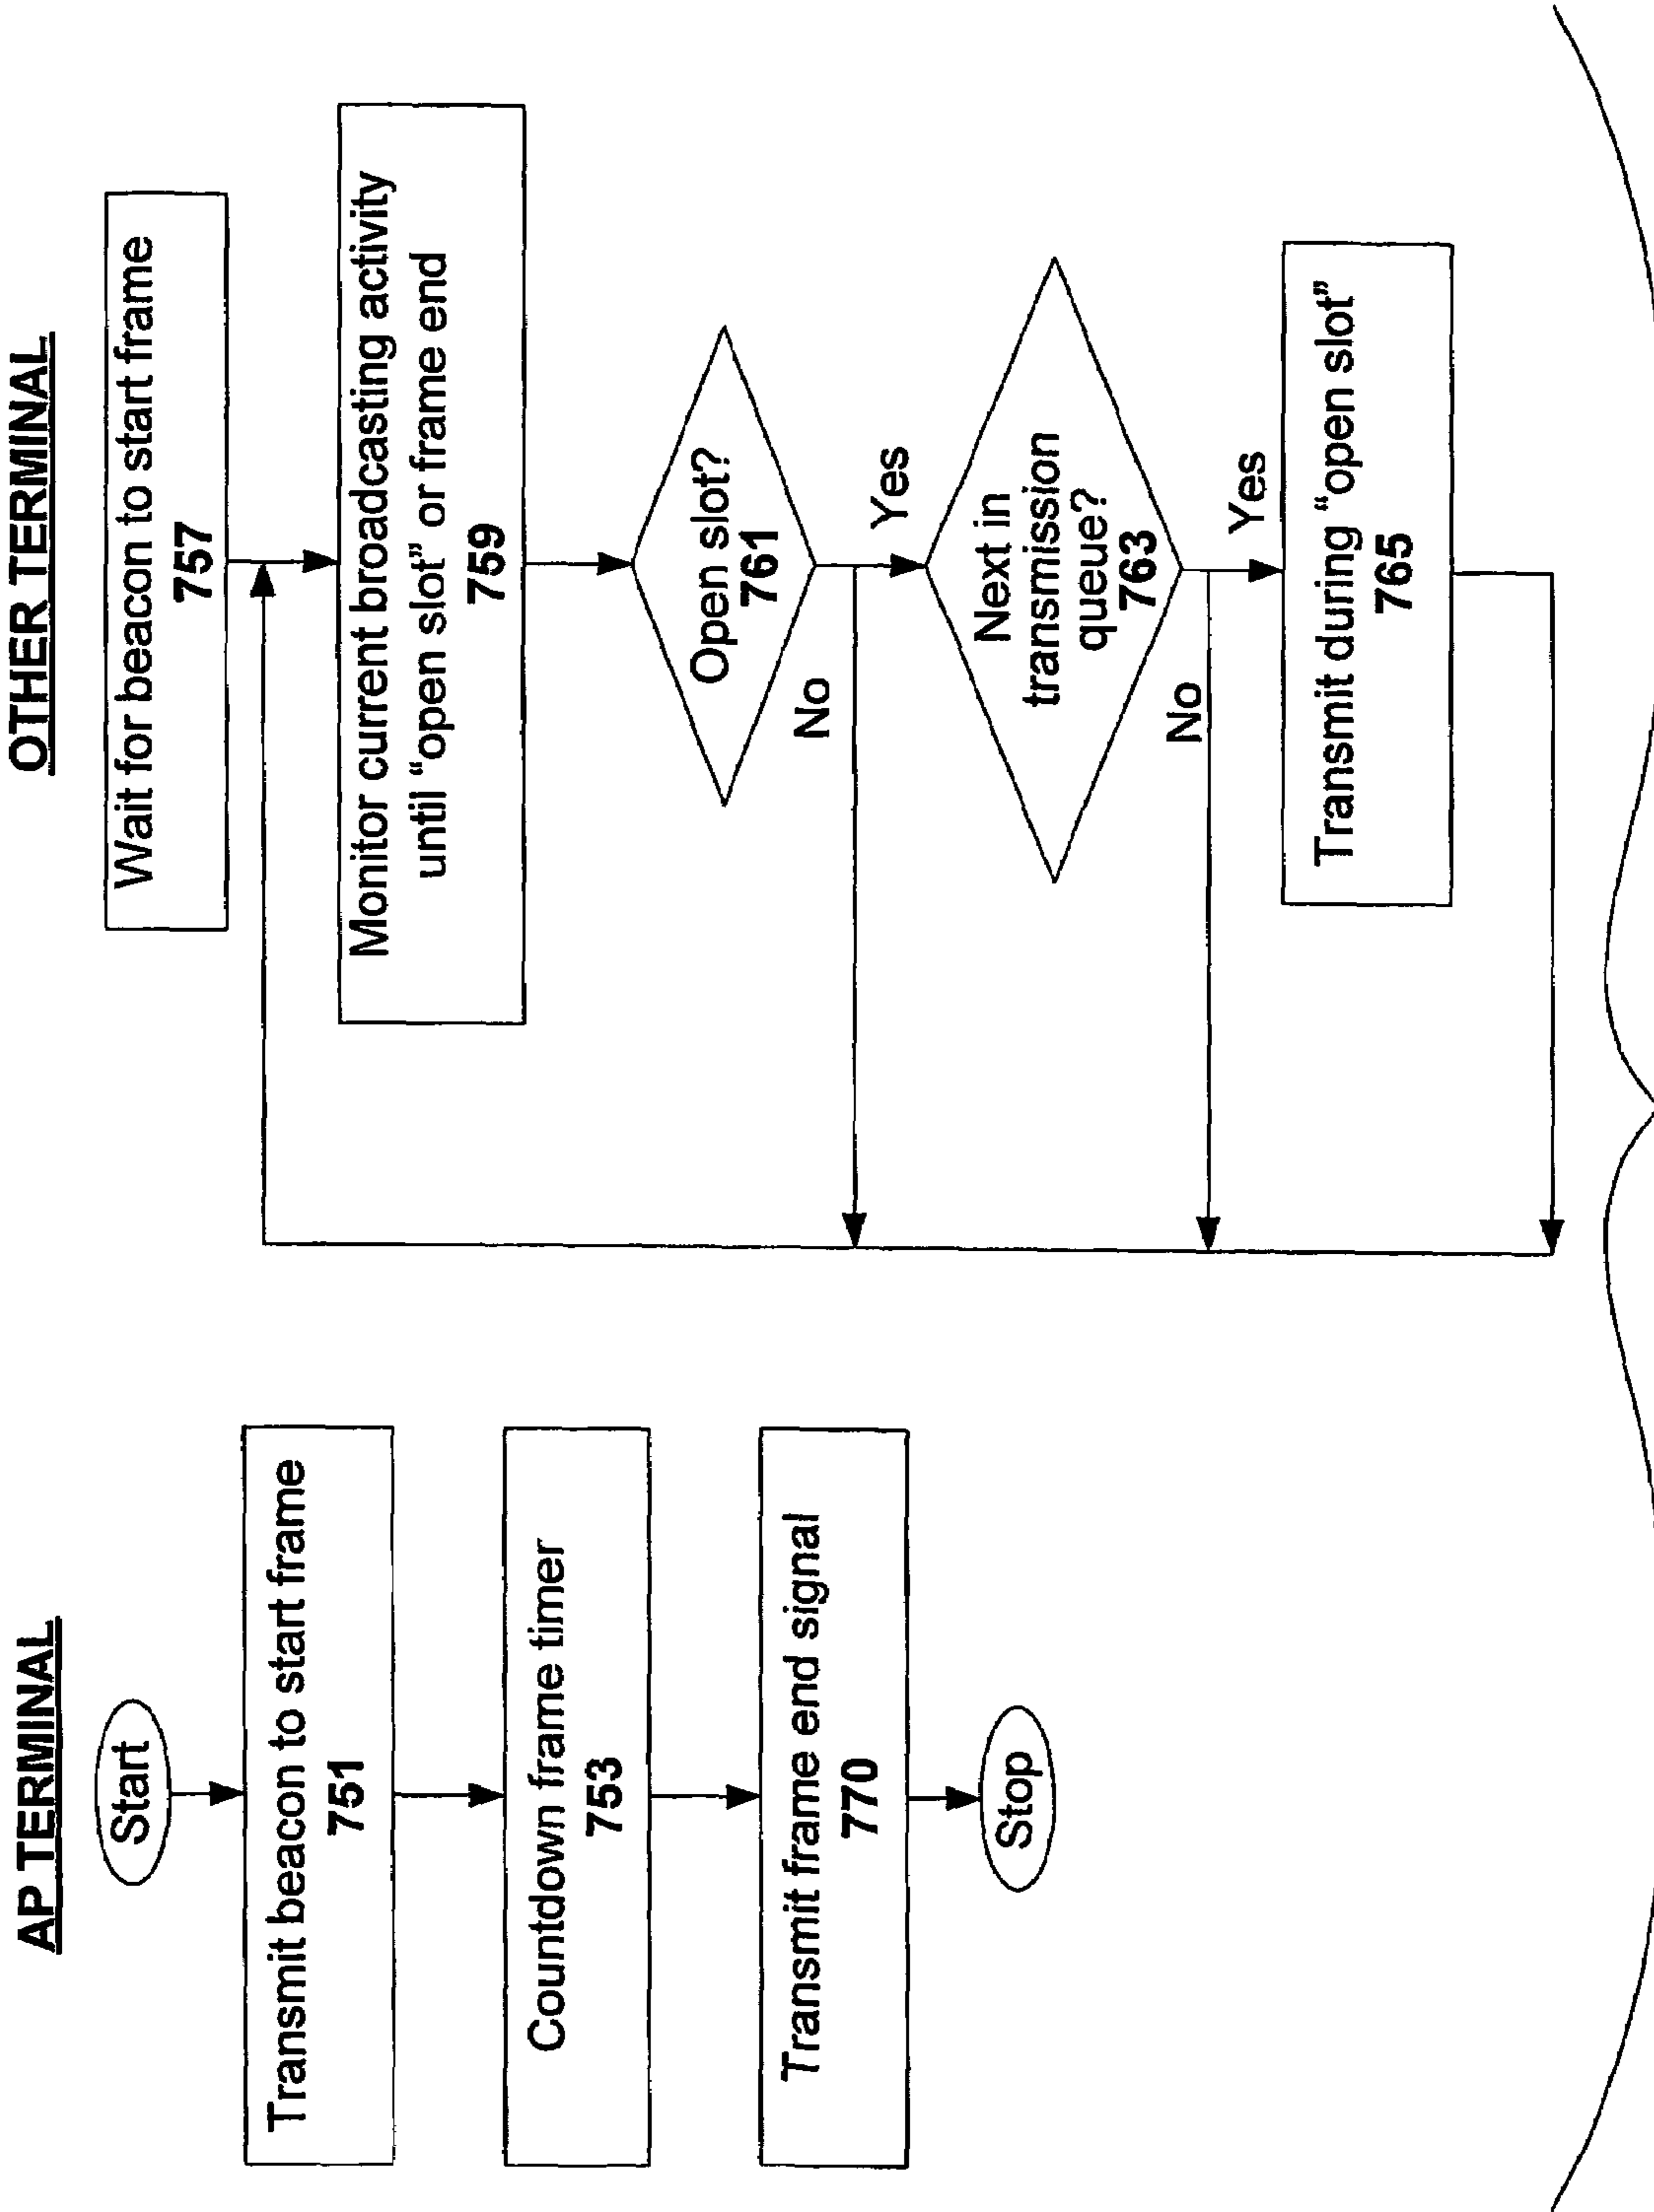 AP TERMINAL
Start
Transmit beacon to start frame
751
Countdown frame timer
753
Transmit frame end signal
770
Stop
OTHER TERMINAL
Wait for beacon to start frame
757
Monitor current broadcasting activity
until “open slot” or frame end
759
Open slot?
761
No
Yes
Next in
transmission
queue?
763
No
Yes
Transmit during “open slot”
765